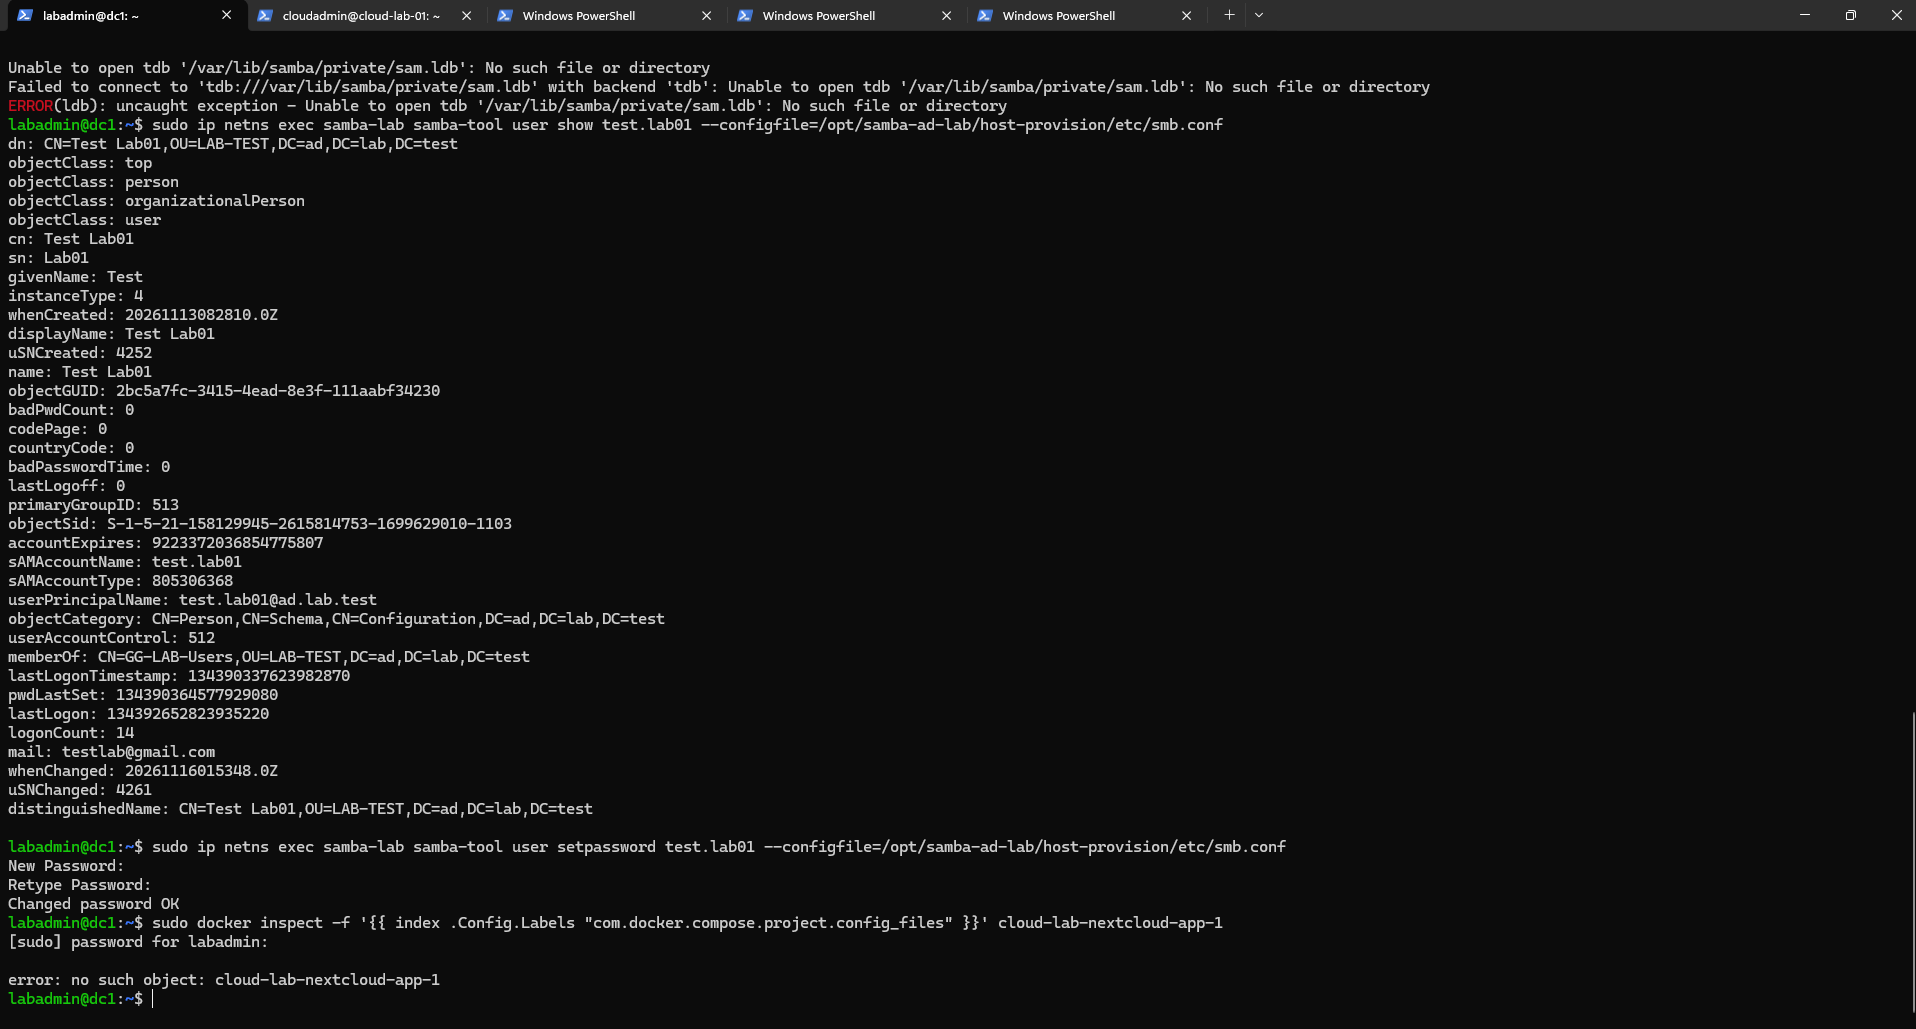 labadmin@dc1: ~
cloudadmin@cloud-lab-01: ~
Windows PowerShell
Windows PowerShell
Windows PowerShell
Unable to open tdb '/var/lib/samba/private/sam.ldb': No such file or directory
Failed to connect to 'tdb:///var/lib/samba/private/sam.ldb' with backend 'tdb': Unable to open tdb '/var/lib/samba/private/sam.ldb': No such file or directory
ERROR(ldb): uncaught exception - Unable to open tdb '/var/lib/samba/private/sam.ldb': No such file or directory
labadmin@dc1:~$ sudo ip netns exec samba-lab samba-tool user show test.lab01 --configfile=/opt/samba-ad-lab/host-provision/etc/smb.conf
dn: CN=Test Lab01,OU=LAB-TEST,DC=ad,DC=lab,DC=test
objectClass: top
objectClass: person
objectClass: organizationalPerson
objectClass: user
cn: Test Lab01
sn: Lab01
givenName: Test
instanceType: 4
whenCreated: 20261113082810.0Z
displayName: Test Lab01
uSNCreated: 4252
name: Test Lab01
objectGUID: 2bc5a7fc-3415-4ead-8e3f-111aabf34230
badPwdCount: 0
codePage: 0
countryCode: 0
badPasswordTime: 0
lastLogoff: 0
primaryGroupID: 513
objectSid: S-1-5-21-158129945-2615814753-1699629010-1103
accountExpires: 9223372036854775807
sAMAccountName: test.lab01
sAMAccountType: 805306368
userPrincipalName: test.lab01@ad.lab.test
objectCategory: CN=Person,CN=Schema,CN=Configuration,DC=ad,DC=lab,DC=test
userAccountControl: 512
memberOf: CN=GG-LAB-Users,OU=LAB-TEST,DC=ad,DC=lab,DC=test
lastLogonTimestamp: 134390337623982870
pwdLastSet: 134390364577929080
lastLogon: 134392652823935220
logonCount: 14
mail: testlab@gmail.com
whenChanged: 20261116015348.0Z
uSNChanged: 4261
distinguishedName: CN=Test Lab01,OU=LAB-TEST,DC=ad,DC=lab,DC=test
labadmin@dc1:~$ sudo ip netns exec samba-lab samba-tool user setpassword test.lab01 --configfile=/opt/samba-ad-lab/host-provision/etc/smb.conf
New Password:
Retype Password:
Changed password OK
labadmin@dc1:~$ sudo docker inspect -f '{{ index .Config.Labels "com.docker.compose.project.config_files" }}' cloud-lab-nextcloud-app-1
[sudo] password for labadmin:
error: no such object: cloud-lab-nextcloud-app-1
labadmin@dc1:~$